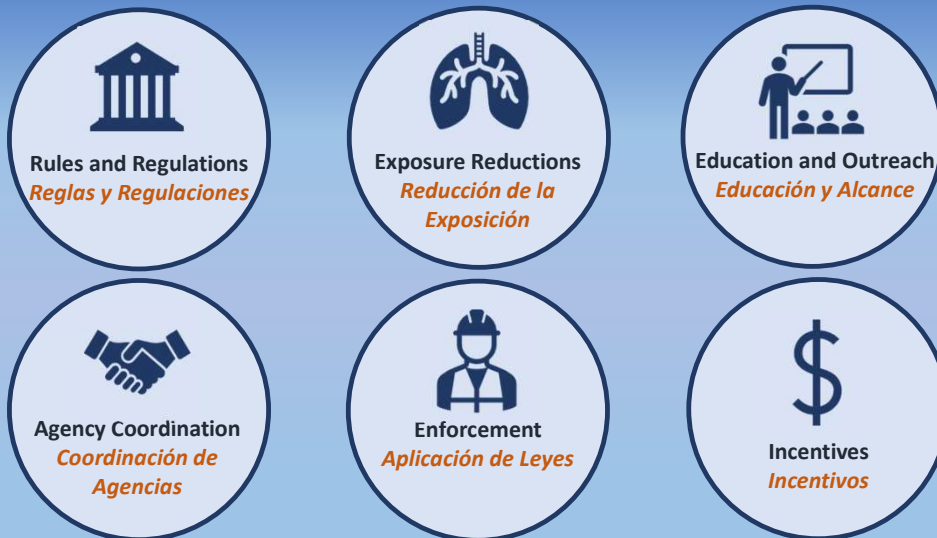 Rules and Regulations
Reglas y Regulaciones
Exposure Reductions
Reducción de la
Exposición
Education and Outreach
Educación y Alcance
Agency Coordination
Coordinación de
Agencias
Enforcement
Aplicación de Leyes
Incentives
Incentivos